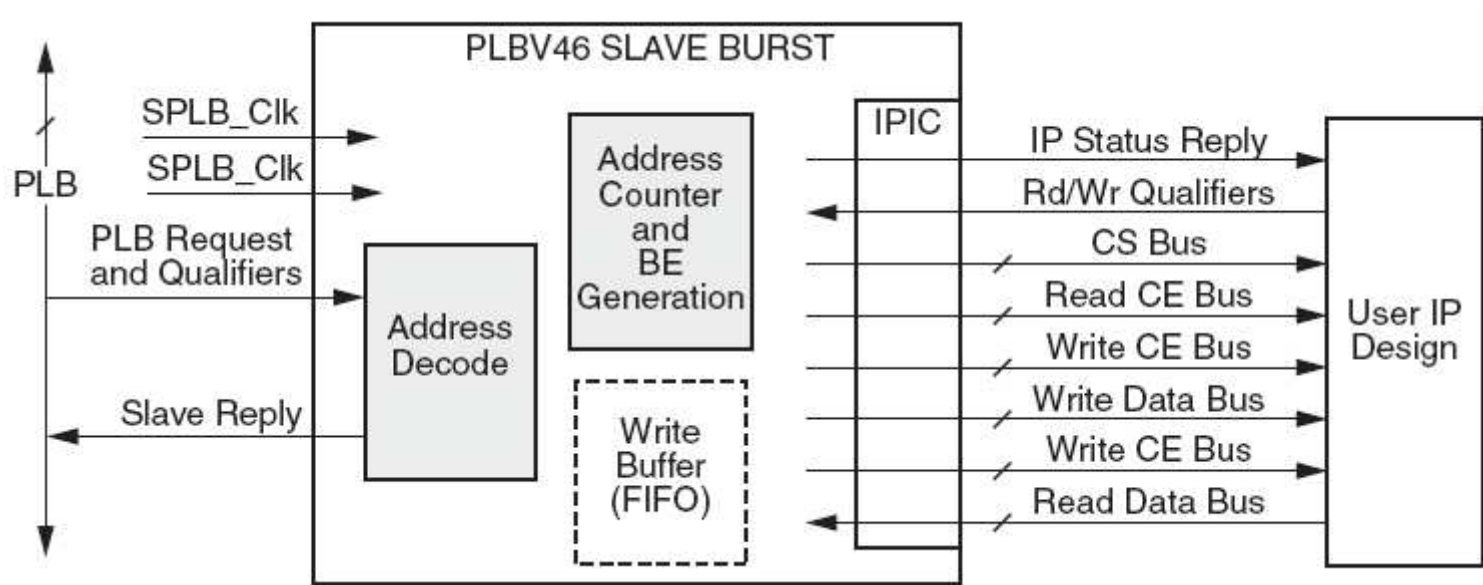 PLBV46 SLAVE BURST
SPLB_Clk
SPLB_Clk
PLB
PLB Request
and Qualifiers
Slave Reply
Address
Decode
Address
Counter
and
BE
Generation
Write
Buffer
(FIFO)
IPIC
IP Status Reply
Rd/Wr Qualifiers
CS Bus
Read CE Bus
Write CE Bus
Write Data Bus
Write CE Bus
Read Data Bus
User IP
Design